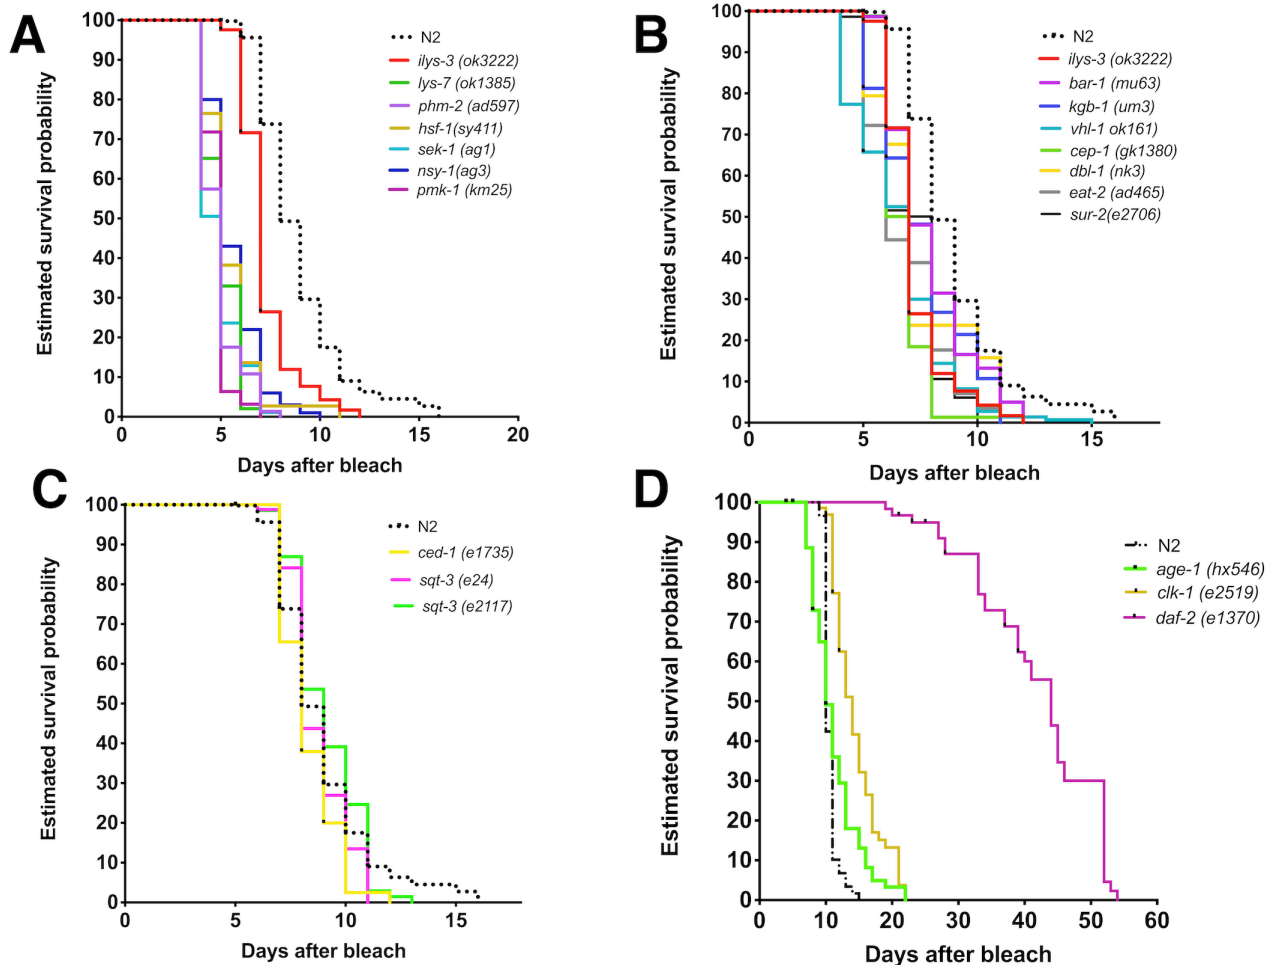 A
Estimated survival probability
100
90
80
70
60
50
40
30
20
10
0
0 5 10 15 20
Days after bleach
N2
ilys-3 (ok3222)
lys-7 (ok1385)
phm-2 (ad597)
hsf-1(sy411)
sek-1 (ag1)
nsy-1(ag3)
pmk-1 (km25)
B
Estimated survival probability
100
90
80
70
60
50
40
30
20
10
0
0 5 10 15
Days after bleach
N2
ilys-3 (ok3222)
bar-1 (mu63)
kgb-1 (um3)
vhl-1 ok161)
cep-1 (gk1380)
dbl-1 (nk3)
eat-2 (ad465)
sur-2(e2706)
C
Estimated survival probability
100
90
80
70
60
50
40
30
20
10
0
0 5 10 15
Days after bleach
N2
ced-1 (e1735)
sqt-3 (e24)
sqt-3 (e2117)
D
Estimated survival probability
100
90
80
70
60
50
40
30
20
10
0
0 10 20 30 40 50 60
Days after bleach
N2
age-1 (hx546)
clk-1 (e2519)
daf-2 (e1370)